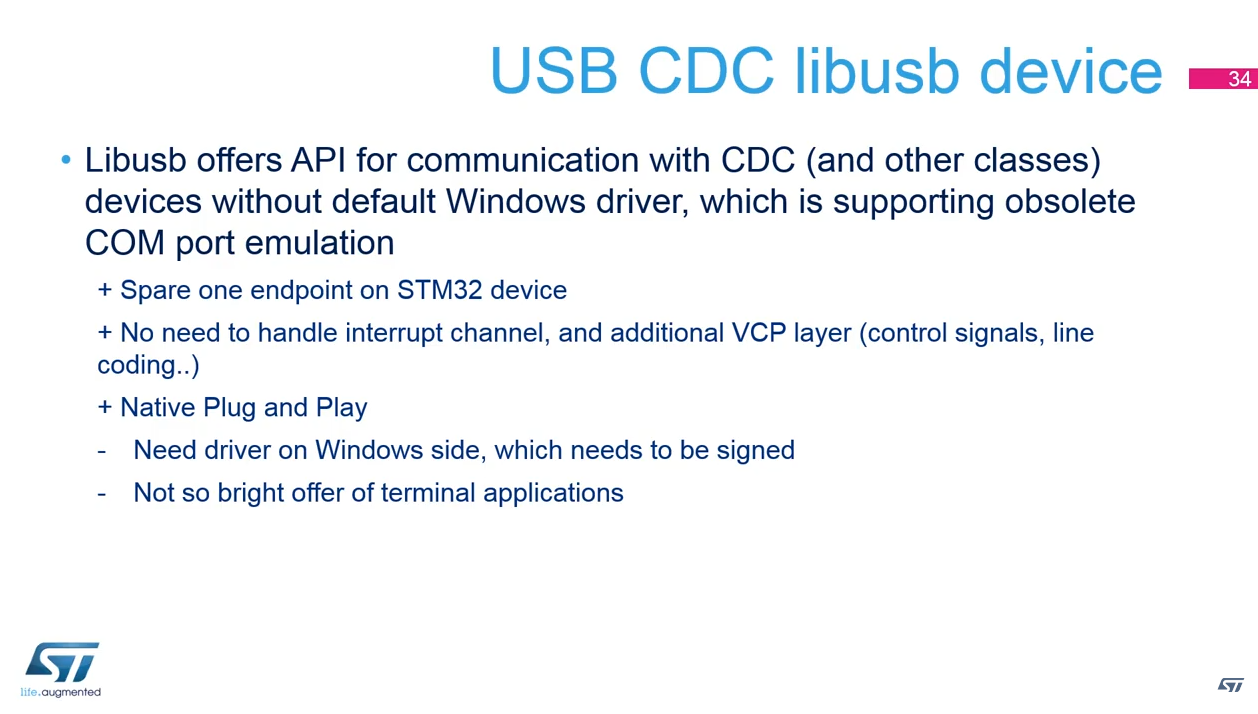 USB CDC libusb device
34
• Libusb offers API for communication with CDC (and other classes)
devices without default Windows driver, which is supporting obsolete
COM port emulation
+ Spare one endpoint on STM32 device
+ No need to handle interrupt channel, and additional VCP layer (control signals, line
coding..)
+ Native Plug and Play
- Need driver on Windows side, which needs to be signed
- Not so bright offer of terminal applications
ST
life.augmented
ST